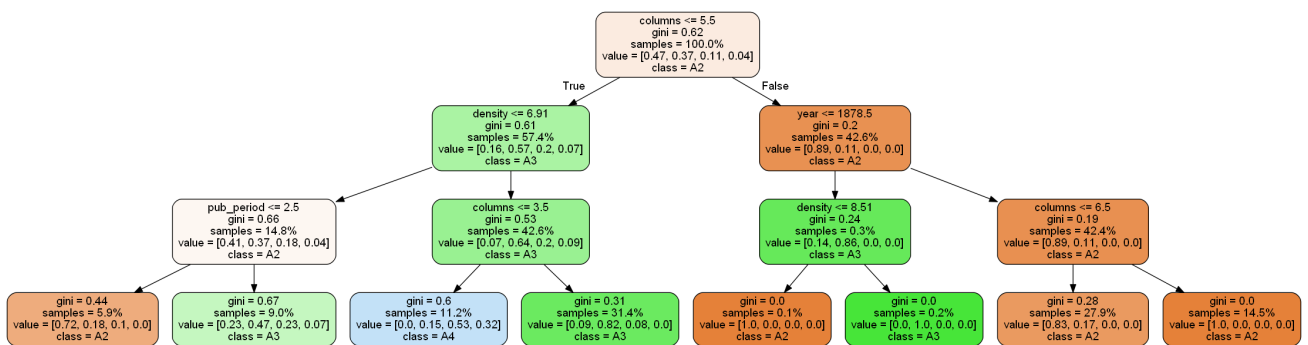 columns <= 5.5
gini = 0.62
samples = 100.0%
value = [0.47, 0.37, 0.11, 0.04]
class = A2
True
False
density <= 6.91
gini = 0.61
samples = 57.4%
value = [0.16, 0.57, 0.2, 0.07]
class = A3
year <= 1878.5
gini = 0.2
samples = 42.6%
value = [0.89, 0.11, 0.0, 0.0]
class = A2
pub_period <= 2.5
gini = 0.66
samples = 14.8%
value = [0.41, 0.37, 0.18, 0.04]
class = A2
columns <= 3.5
gini = 0.53
samples = 42.6%
value = [0.07, 0.64, 0.2, 0.09]
class = A3
density <= 8.51
gini = 0.24
samples = 0.3%
value = [0.14, 0.86, 0.0, 0.0]
class = A3
columns <= 6.5
gini = 0.19
samples = 42.4%
value = [0.89, 0.11, 0.0, 0.0]
class = A2
gini = 0.44
samples = 5.9%
value = [0.72, 0.18, 0.1, 0.0]
class = A2
gini = 0.67
samples = 9.0%
value = [0.23, 0.47, 0.23, 0.07]
class = A3
gini = 0.6
samples = 11.2%
value = [0.0, 0.15, 0.53, 0.32]
class = A4
gini = 0.31
samples = 31.4%
value = [0.09, 0.82, 0.08, 0.0]
class = A3
gini = 0.0
samples = 0.1%
value = [1.0, 0.0, 0.0, 0.0]
class = A2
gini = 0.0
samples = 0.2%
value = [0.0, 1.0, 0.0, 0.0]
class = A3
gini = 0.28
samples = 27.9%
value = [0.83, 0.17, 0.0, 0.0]
class = A2
gini = 0.0
samples = 14.5%
value = [1.0, 0.0, 0.0, 0.0]
class = A2